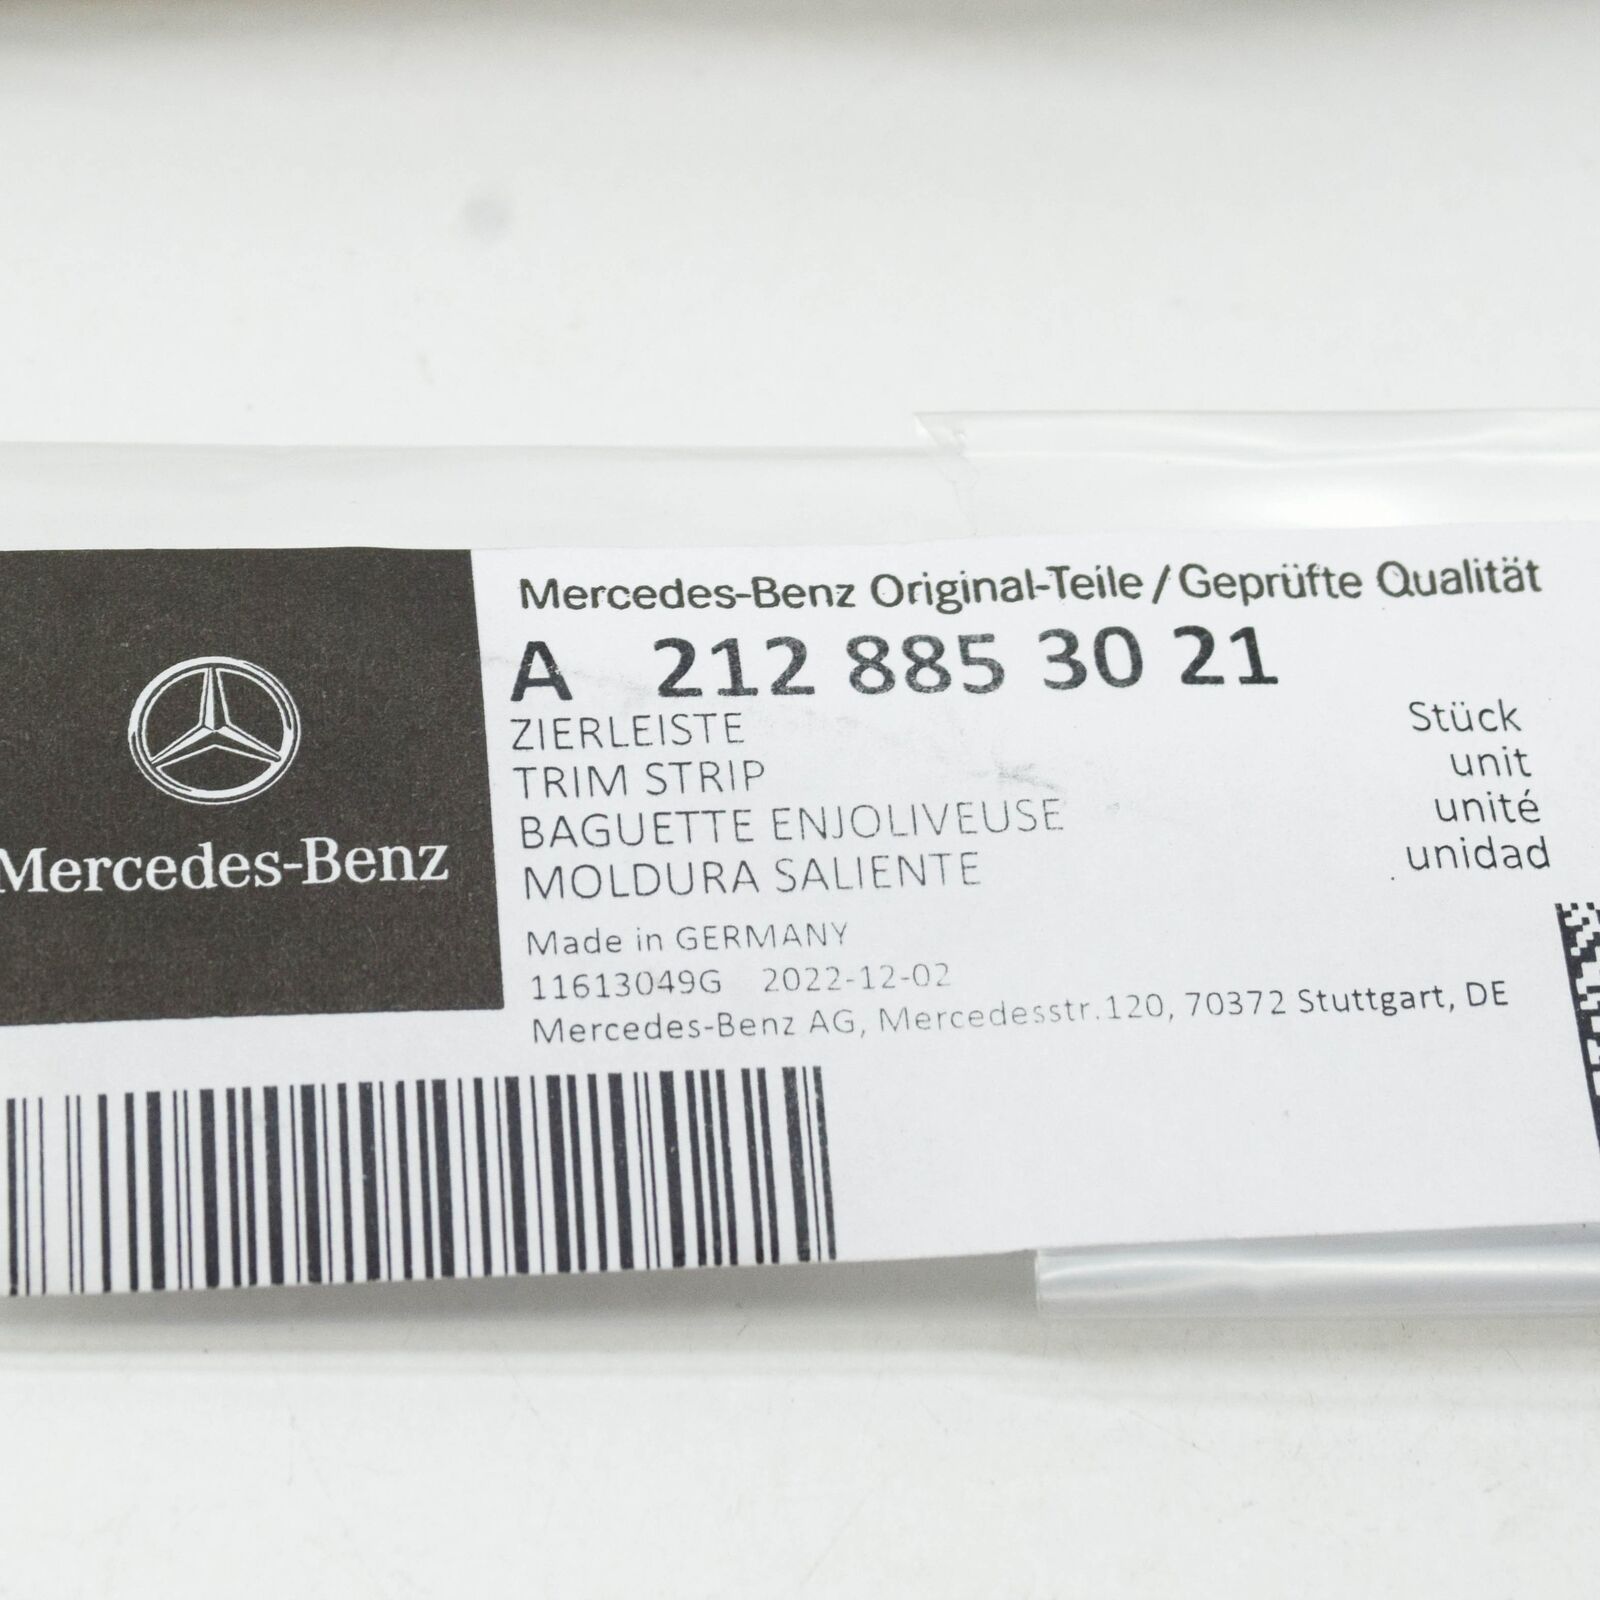 Mercedes-Benz
Mercedes-Benz Original-Teile / Geprüfte Qualität
A 212 885 30 21
ZIERLEISTE
TRIM STRIP
BAGUETTE ENJOLIVEUSE
MOLDURA SALIENTE
Stück
unit
unité
unidad
Made in GERMANY
11613049G 2022-12-02
Mercedes-Benz AG, Mercedesstr.120, 70372 Stuttgart, DE